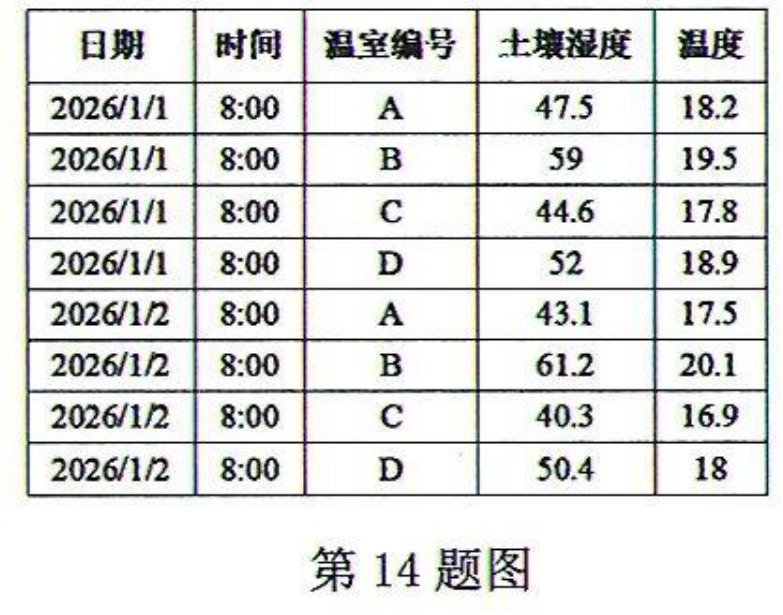 日期 时间 温室编号 土壤湿度 温度
2026/1/1 8:00 A 47.5 18.2
2026/1/1 8:00 B 59 19.5
2026/1/1 8:00 C 44.6 17.8
2026/1/1 8:00 D 52 18.9
2026/1/2 8:00 A 43.1 17.5
2026/1/2 8:00 B 61.2 20.1
2026/1/2 8:00 C 40.3 16.9
2026/1/2 8:00 D 50.4 18
第 14 题图